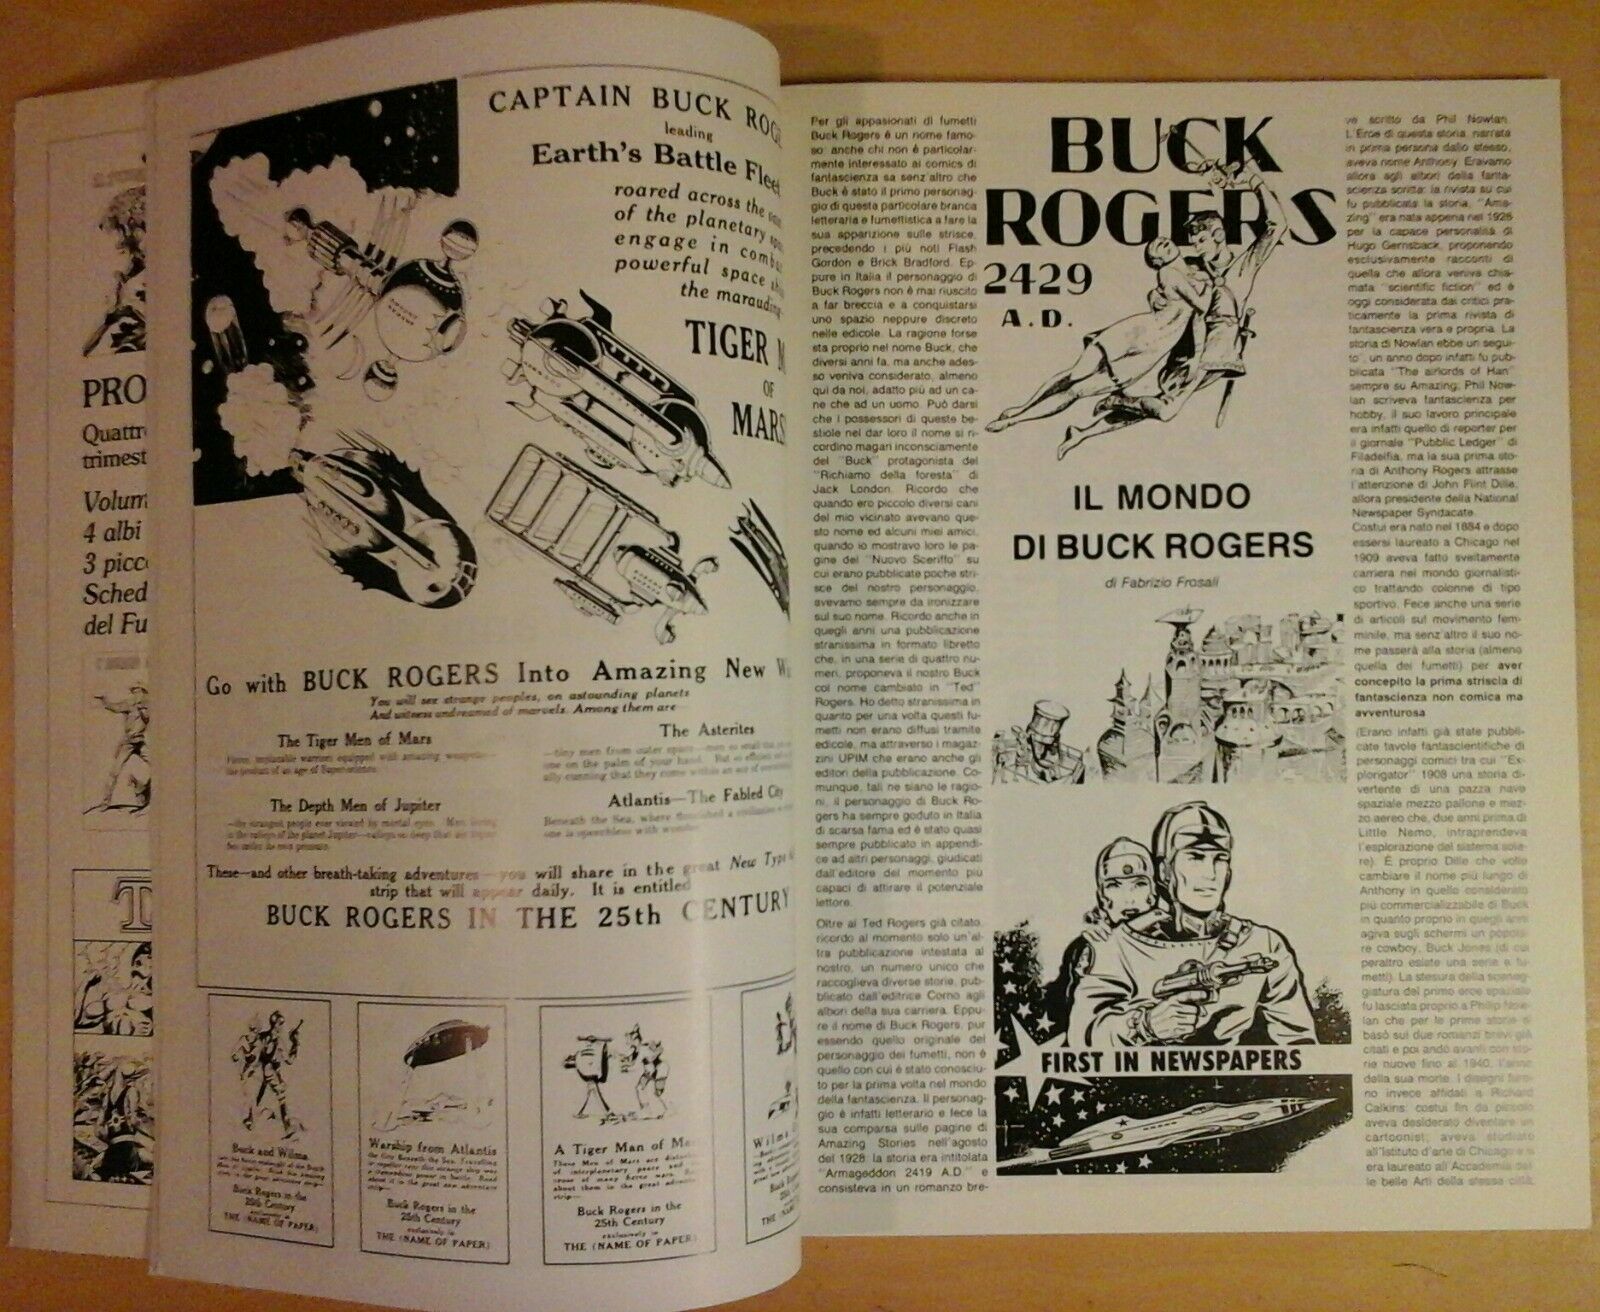 PRO
Quattr
trimest
Volum
4 albi
3 picc
Sched
del Fu
T
CAPTAIN BUCK ROG
leading
Earth's Battle Fleet
roared across the
of the planetary
engage in comb
powerful space
the marauding
TIGER M
OF
MARS
Go with BUCK ROGERS Into Amazing New W
You will see strange peoples, on astounding planets
And witness undreamed of marvels. Among them are
The Tiger Men of Mars
The Asterites
The Depth Men of Jupiter
Atlantis—The Fabled City
These—and other breath-taking adventures—you will share in the great New Type
strip that will appear daily. It is entitled
BUCK ROGERS IN THE 25th CENTURY
Buck and Wilma
Buck Rogers in the
25th Century
exclusively in
THE (NAME OF PAPER)
Warship from Atlantis
Buck Rogers in the
25th Century
exclusively in
THE (NAME OF PAPER)
A Tiger Man of Ma
Buck Rogers in the
25th Century
exclusively in
THE (NAME OF PAPER)
Wilma
THE (N
Per gli appasionati di fumetti
Buck Rogers è un nome famo-
so: anche chi non è particolar-
mente interessato ai comics di
fantascienza sa senz'altro che
Buck è stato il primo personag-
gio di questa particolare branca
letteraria e fumettistica a fare la
sua apparizione sulle strisce,
precedendo i più noti Flash
Gordon e Brick Bradford. Ep-
pure in Italia il personaggio di
Buck Rogers non è mai riuscito
a far breccia e a conquistarsi
uno spazio neppure discreto
nelle edicole. La ragione forse
sta proprio nel nome Buck, che
diversi anni fa, ma anche ades-
so veniva considerato, almeno
qui da noi, adatto più ad un ca-
ne che ad un uomo. Può darsi
che i possessori di queste be-
stiole nel dar loro il nome si ri-
cordino magari inconsciamente
del "Buck" protagonista del
"Richiamo della foresta" di
Jack London. Ricordo che
quando ero piccolo diversi cani
del mio vicinato avevano que-
sto nome ed alcuni miei amici,
quando io mostravo loro le pa-
gine del "Nuovo Sceriffo" su
cui erano pubblicate poche stri-
sce del nostro personaggio,
avevamo sempre da ironizzare
sul suo nome. Ricordo anche in
quegli anni una pubblicazione
stranissima in formato libretto
che, in una serie di quattro nu-
meri, proponeva il nostro Buck
col nome cambiato in "Ted"
Rogers. Ho detto stranissima in
quanto per una volta questi fu-
metti non erano diffusi tramite
edicole, ma attraverso i magaz-
zini UPIM che erano anche gli
editori della pubblicazione. Co-
munque, tali ne siano le ragio-
ni, il personaggio di Buck Ro-
gers ha sempre goduto in Italia
di scarsa fama ed è stato quasi
sempre pubblicato in appendi-
ce ad altri personaggi, giudicati
dall'editore del momento più
capaci di attirare il potenziale
lettore.
Oltre al Ted Rogers già citato,
ricordo al momento solo un'al-
tra pubblicazione intestata al
nostro, un numero unico che
raccoglieva diverse storie, pub-
blicato dall'editrice Corno agli
albori della sua carriera. Eppu-
re il nome di Buck Rogers, pur
essendo quello originale del
personaggio dei fumetti, non è
quello con cui è stato conosciu-
to per la prima volta nel mondo
della fantascienza. Il personag-
gio è infatti letterario e fece la
sua comparsa sulle pagine di
Amazing Stories nell'agosto
del 1928: la storia era intitolata
"Armageddon 2419 A.D." e
consisteva in un romanzo bre-
BUCK
ROGERS
2429
A.D.
IL MONDO
DI BUCK ROGERS
di Fabrizio Frosali
FIRST IN NEWSPAPERS
ve scritto da Phil Nowlan.
L'Eroe di questa storia, narrata
in prima persona dallo stesso,
aveva nome Anthony. Eravamo
allora agli albori della fanta-
scienza scritta: la rivista su cui
fu pubblicata la storia, "Ama-
zing" era nata appena nel 1926
per la capace personalità di
Hugo Gernsback, proponendo
esclusivamente racconti di
quella che allora veniva chia-
mata "scientific fiction" ed è
oggi considerata dai critici pra-
ticamente la prima rivista di
fantascienza vera e propria. La
storia di Nowlan ebbe un segui-
to", un anno dopo infatti fu pub-
blicata "The airlords of Han"
sempre su Amazing; Phil Now-
lan scriveva fantascienza per
hobby, il suo lavoro principale
era infatti quello di reporter per
il giornale "Pubblic Ledger" di
Filadelfia, ma la sua prima sto-
ria di Anthony Rogers attrasse
l'attenzione di John Flint Dille,
allora presidente della National
Newspaper Syndacate.
Costui era nato nel 1884 e dopo
essersi laureato a Chicago nel
1909 aveva fatto sveltamente
carriera nel mondo giornalisti-
co trattando colonne di tipo
sportivo. Fece anche una serie
di articoli sul movimento fem-
minile, ma senz'altro il suo no-
me passerà alla storia (almeno
quella dei fumetti) per aver
concepito la prima striscia di
fantascienza non comica ma
avventurosa
(Erano infatti già state pubbli-
cate tavole fantascientifiche di
personaggi comici tra cui "Ex-
plorigator" 1908 una storia di-
vertente di una pazza nave
spaziale mezzo pallone e mez-
zo aereo che, due anni prima di
Little Nemo, intraprendeva
l'esplorazione del sistema sola-
re). È proprio Dille che volle
cambiare il nome più lungo di
Anthony in quello considerato
più commercializzabile di Buck
in quanto proprio in quegli anni
agiva sugli schermi un popola-
re cowboy, Buck Jones (di cui
peraltro esiste una serie a fu-
metti). La stesura della sceneg-
giatura del primo eroe spaziale
fu lasciata proprio a Philip Now-
lan che per le prime storie si
basò sui due romanzi brevi già
citati e poi andò avanti con sto-
rie nuove fino al 1940, l'anno
della sua morte. I disegni furo-
no invece affidati a Richard
Calkins: costui fin da piccolo
aveva desiderato diventare un
cartoonist; aveva studiato
all'Istituto d'arte di Chicago e si
era laureato all'Accademia del-
le belle Arti della stessa città.